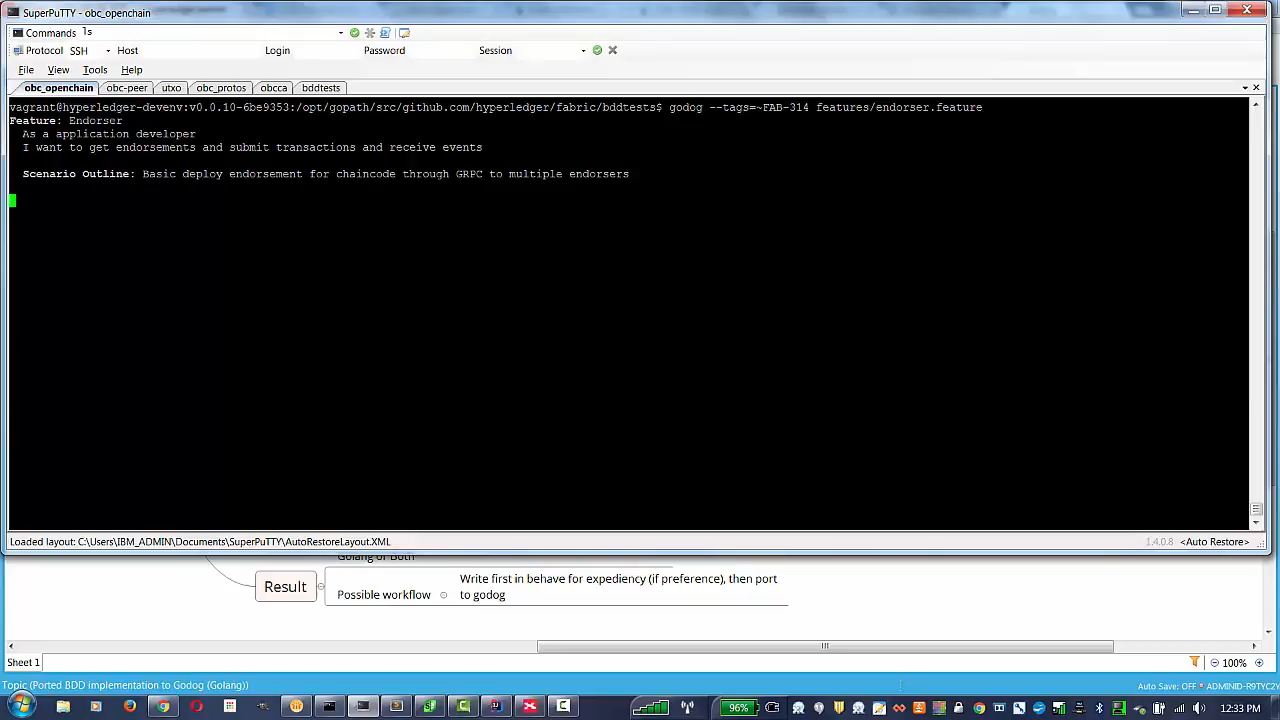 SuperPuTTY - obc_openchain
Commands ls
Protocol SSH Host Login Password Session
File View Tools Help
obc_openchain obc-peer utxo obc_protos obcca bddtests
vagrant@hyperledger-devenv:v0.0.10-6be9353:/opt/gopath/src/github.com/hyperledger/fabric/bddtests$ godog --tags=~FAB-314 features/endorser.feature
Feature: Endorser
As a application developer
I want to get endorsements and submit transactions and receive events
Scenario Outline: Basic deploy endorsement for chaincode through GRPC to multiple endorsers
Loaded layout: C:\Users\IBM_ADMIN\Documents\SuperPuTTY\AutoRestoreLayout.XML 1.4.0.8 <Auto Restore>
Golang or Both
Result
Possible workflow
Write first in behave for expediency (if preference), then port
to godog
Sheet 1 100%
Topic (Ported BDD implementation to Godog (Golang)) Auto Save: OFF ADMINID-R9TYC2Y
96% 12:33 PM